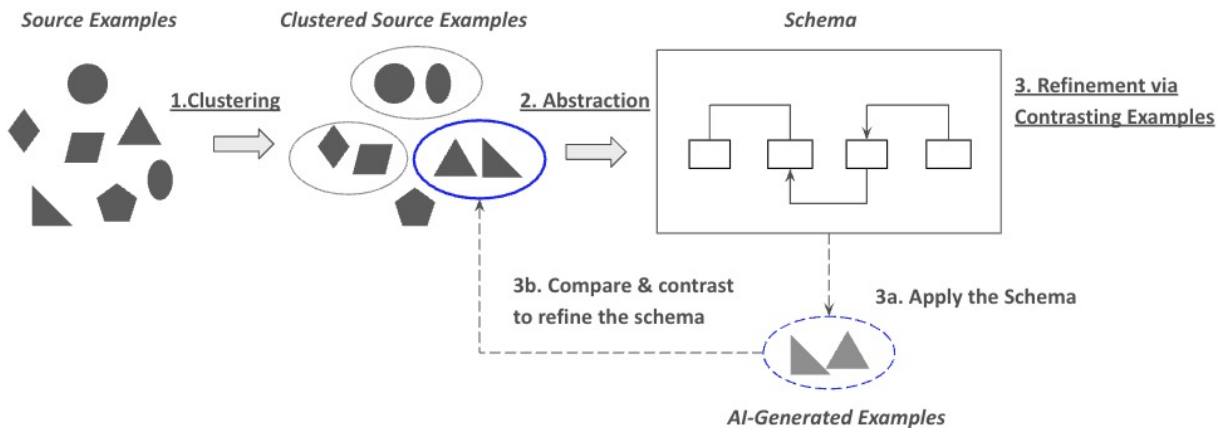 Source Examples
Clustered Source Examples
Schema
1.Clustering
2. Abstraction
3. Refinement via
Contrasting Examples
3b. Compare & contrast
to refine the schema
3a. Apply the Schema
AI-Generated Examples